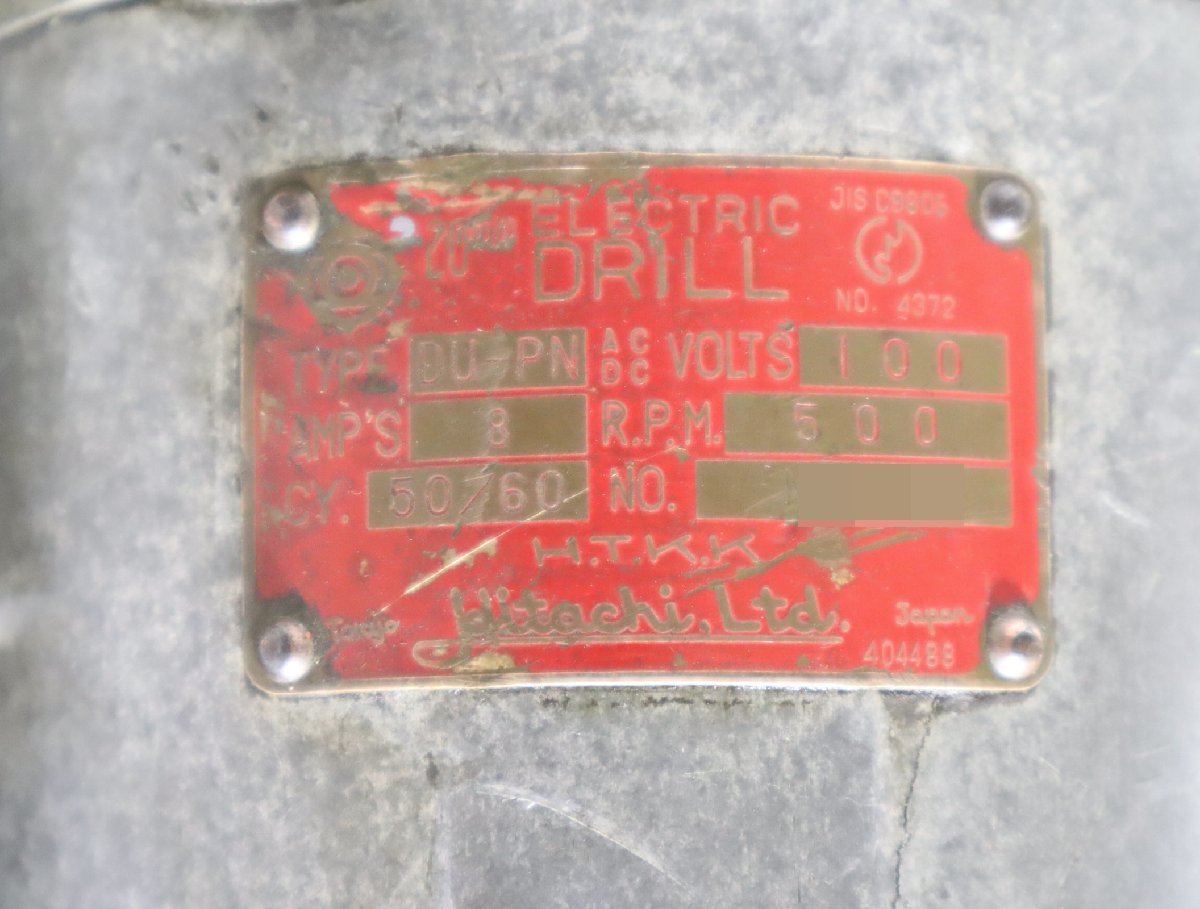 20mm ELECTRIC DRILL
JIS C9605
NO. 4372
TYPE DU-PN AC DC VOLTS 100
AMP'S 8 R.P.M. 500
CY. 50/60 NO.
H.T.K.K
Tokyo Hitachi, Ltd. Japan
404488